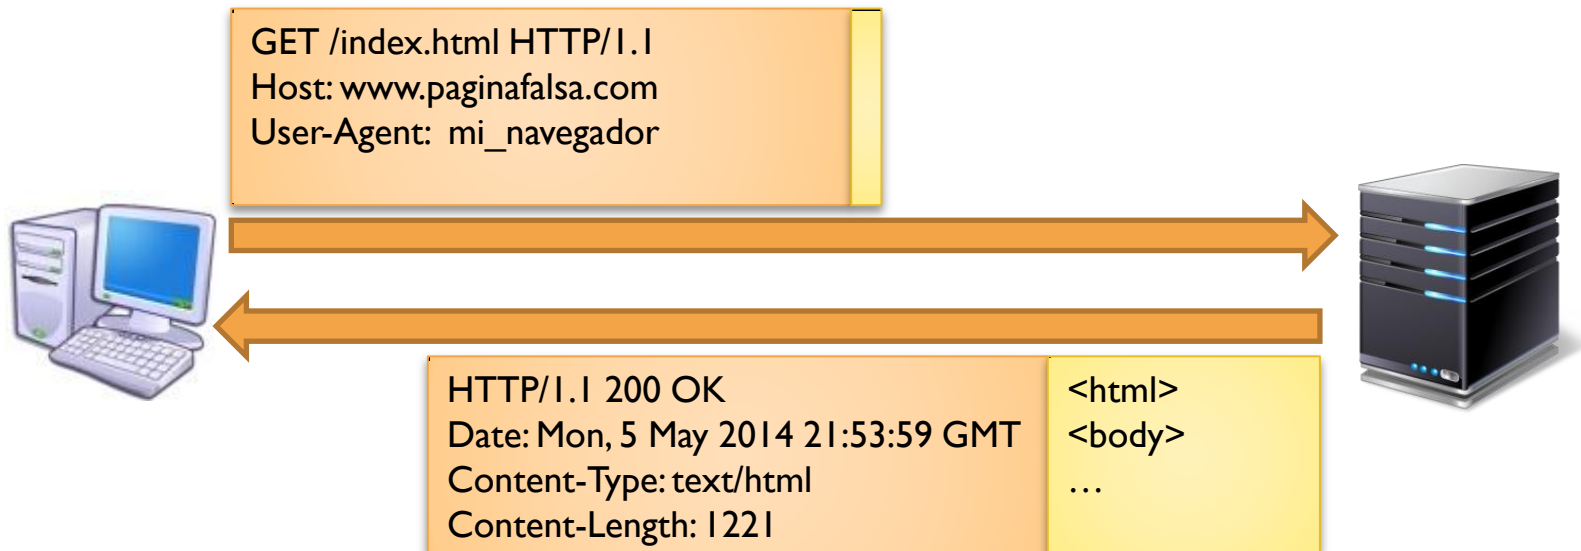 GET /index.html HTTP/1.1
Host: www.paginafalsa.com
User-Agent: mi_navegador
HTTP/1.1 200 OK
Date: Mon, 5 May 2014 21:53:59 GMT
Content-Type: text/html
Content-Length: 1221
<html>
<body>
…